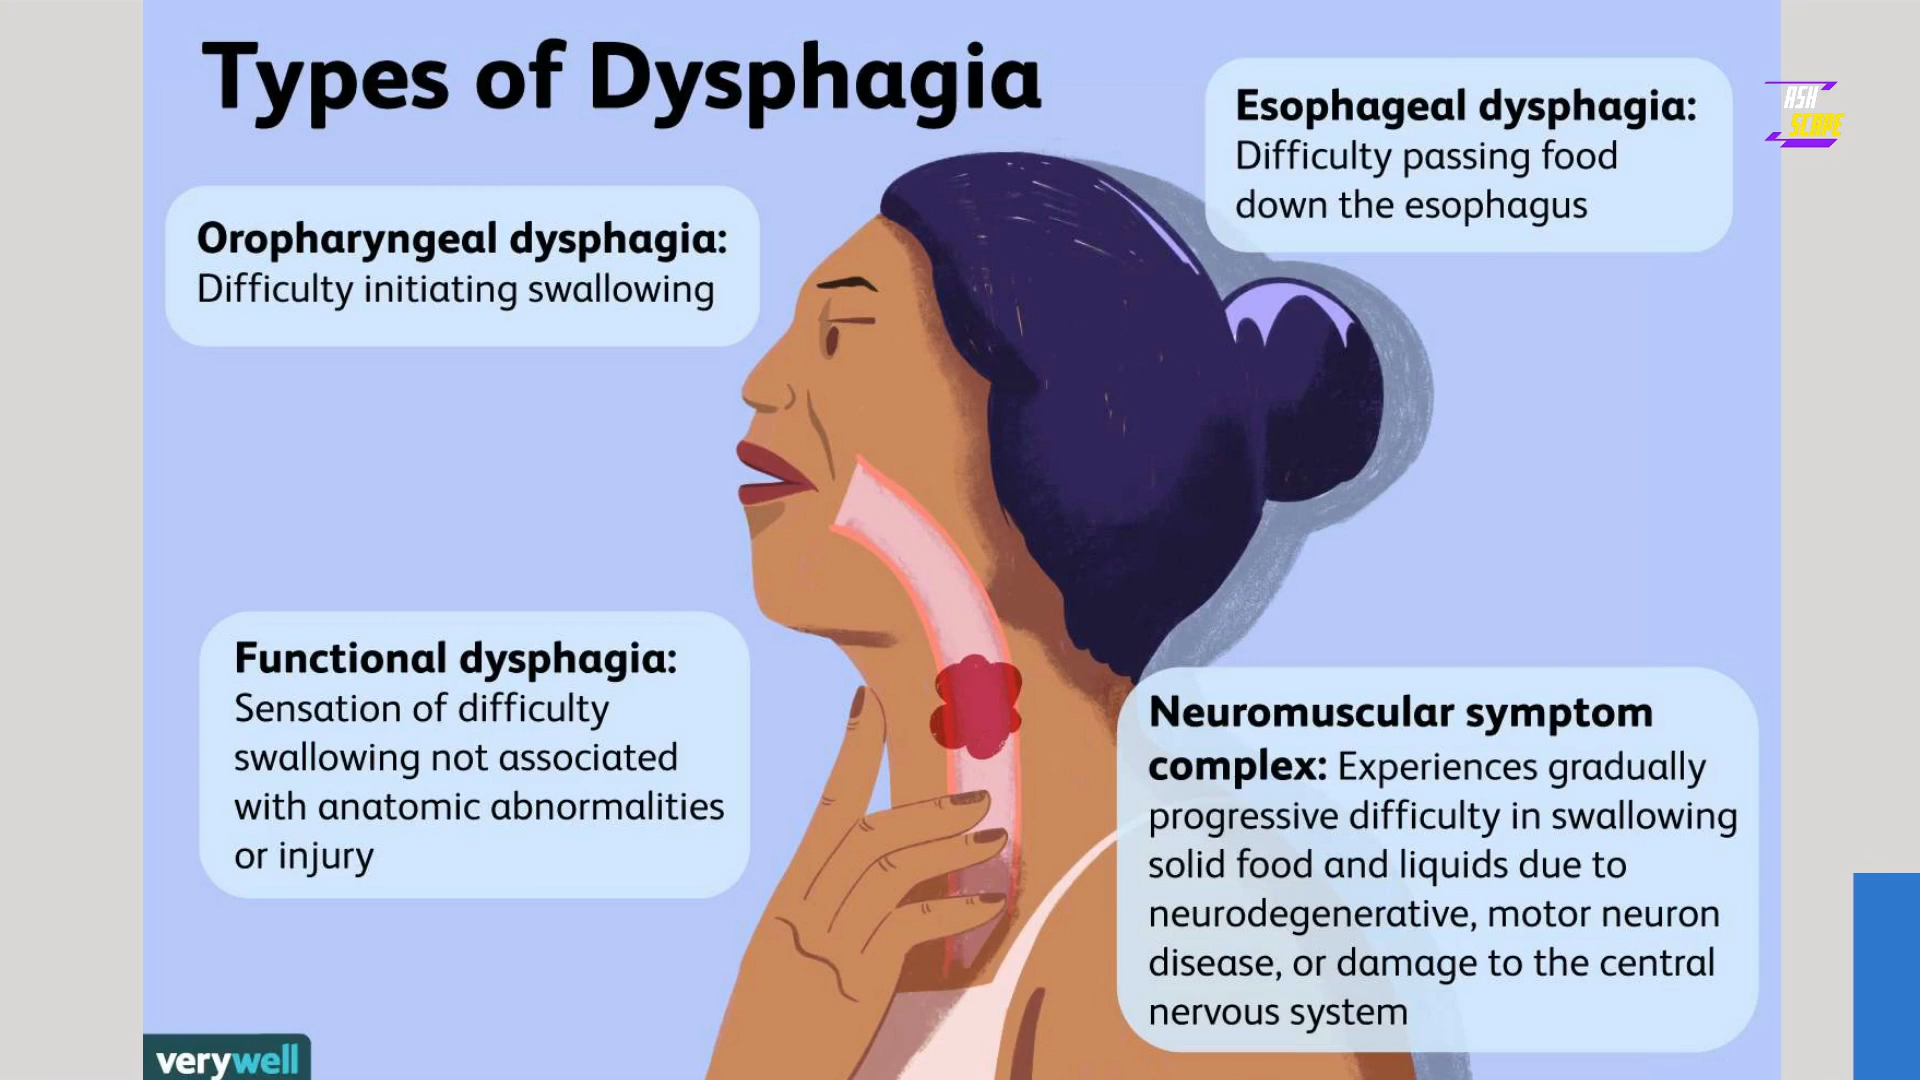 Types of Dysphagia
Esophageal dysphagia:
Difficulty passing food
down the esophagus
ASH
SCAPE
Oropharyngeal dysphagia:
Difficulty initiating swallowing
Functional dysphagia:
Sensation of difficulty
swallowing not associated
with anatomic abnormalities
or injury
Neuromuscular symptom
complex: Experiences gradually
progressive difficulty in swallowing
solid food and liquids due to
neurodegenerative, motor neuron
disease, or damage to the central
nervous system
verywell